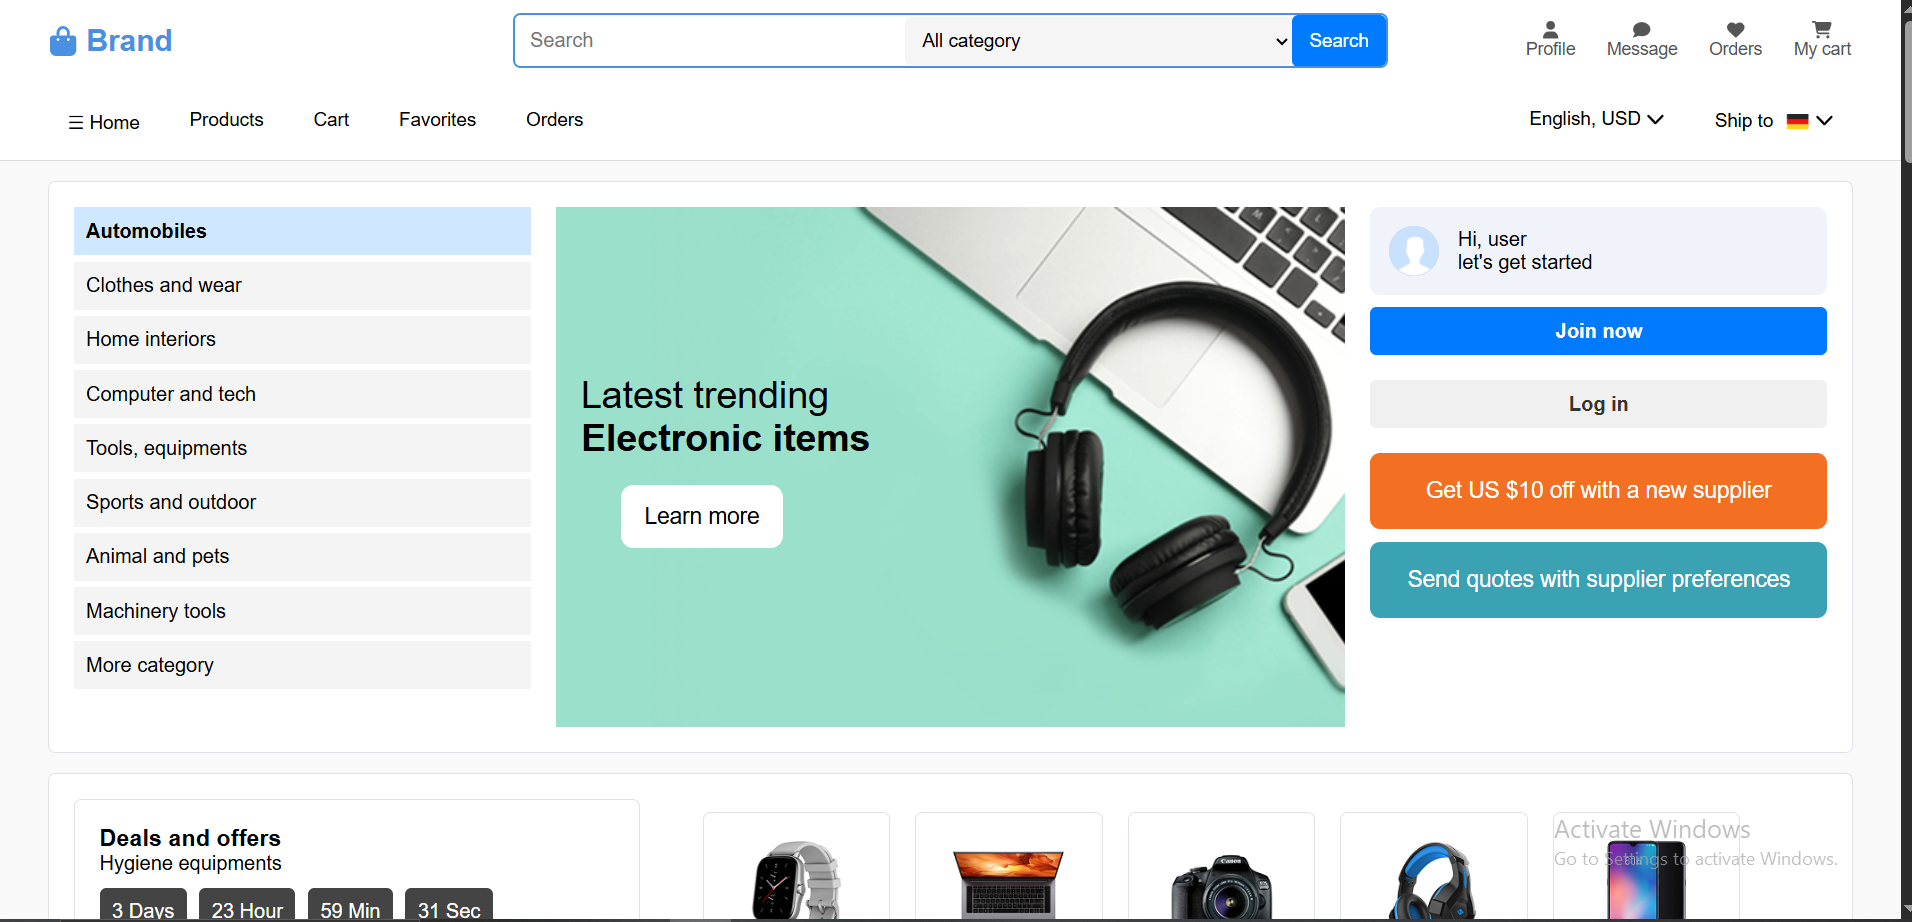 Brand
Search
All category
Search
Profile
Message
Orders
My cart
☰ Home
Products
Cart
Favorites
Orders
English, USD
Ship to
Automobiles
Clothes and wear
Home interiors
Computer and tech
Tools, equipments
Sports and outdoor
Animal and pets
Machinery tools
More category
Latest trending
Electronic items
Learn more
Hi, user
let's get started
Join now
Log in
Get US $10 off with a new supplier
Send quotes with supplier preferences
Deals and offers
Hygiene equipments
3 Days
23 Hour
59 Min
31 Sec
Canon
Activate Windows
Go to Settings to activate Windows.